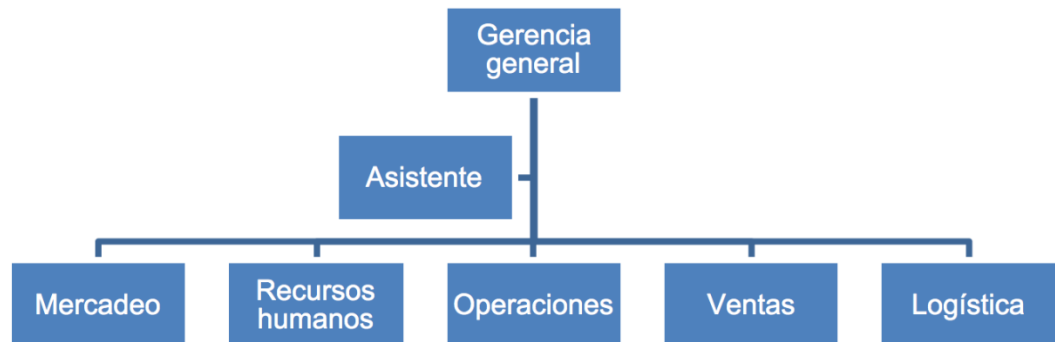 Gerencia
general
Asistente
Mercadeo
Recursos
humanos
Operaciones
Ventas
Logística